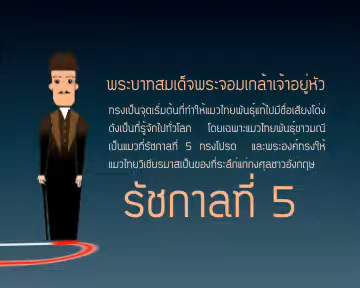 พระบาทสมเด็จพระจอมเกล้าเจ้าอยู่หัว
ทรงเป็นจุดเริ่มต้นที่ทำให้แมวไทยพันธุ์แท้ไปมีชื่อเสียงโด่ง
ดังเป็นที่รู้จักไปทั่วโลก โดยเฉพาะแมวไทยพันธุ์ขาวมณี
เป็นแมวที่รัชกาลที่ 5 ทรงโปรด และพระองค์ทรงให้
แมวไทยวิเชียรมาสเป็นของที่ระลึกแก่กงศุลชาวอังกฤษ
รัชกาลที่ 5